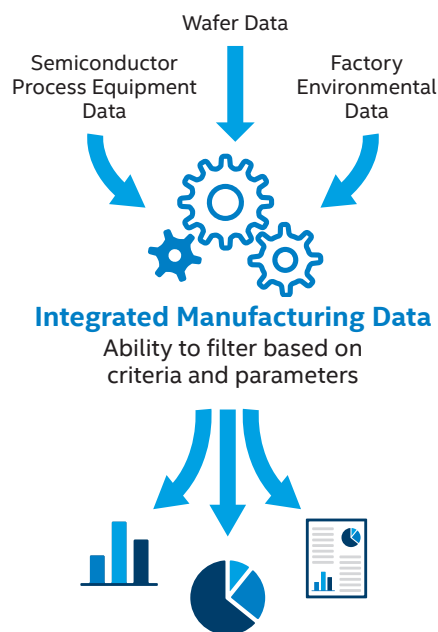 Wafer Data
Semiconductor
Process Equipment
Data
Factory
Environmental
Data
Integrated Manufacturing Data
Ability to filter based on
criteria and parameters